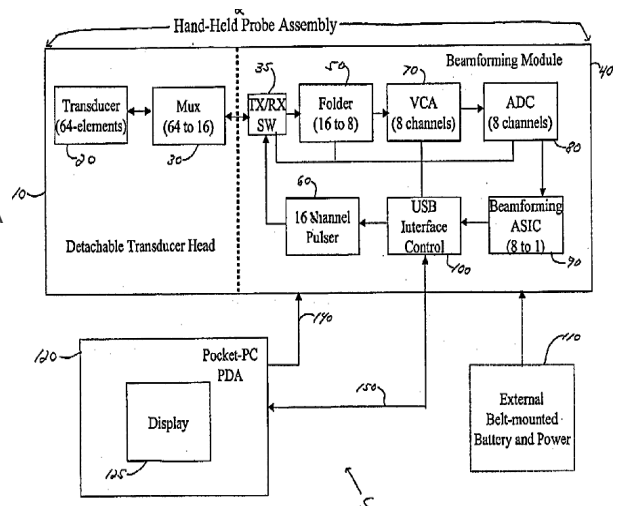 Hand-Held Probe Assembly
Beamforming Module
10
20
30
35
40
50
60
70
80
90
100
110
120
125
140
150
Transducer
(64-elements)
Mux
(64 to 16)
TX/RX
SW
Folder
(16 to 8)
VCA
(8 channels)
ADC
(8 channels)
16 Channel
Pulser
USB
Interface
Control
Beamforming
ASIC
(8 to 1)
Detachable Transducer Head
Pocket-PC
PDA
Display
External
Belt-mounted
Battery and Power
5